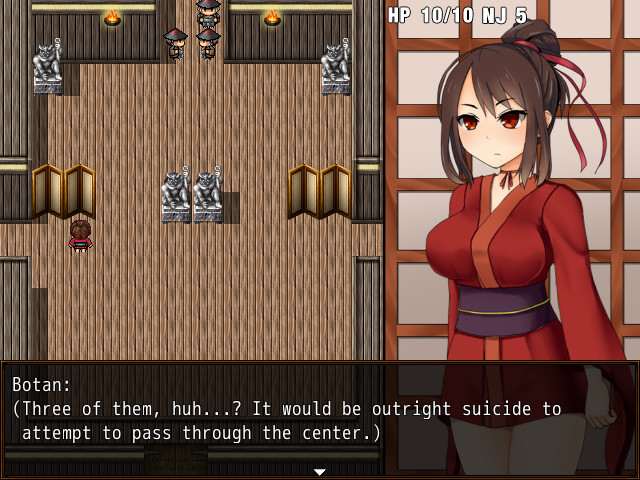 HP 10/10 NJ 5
Botan:
(Three of them, huh...? It would be outright suicide to
attempt to pass through the center.)